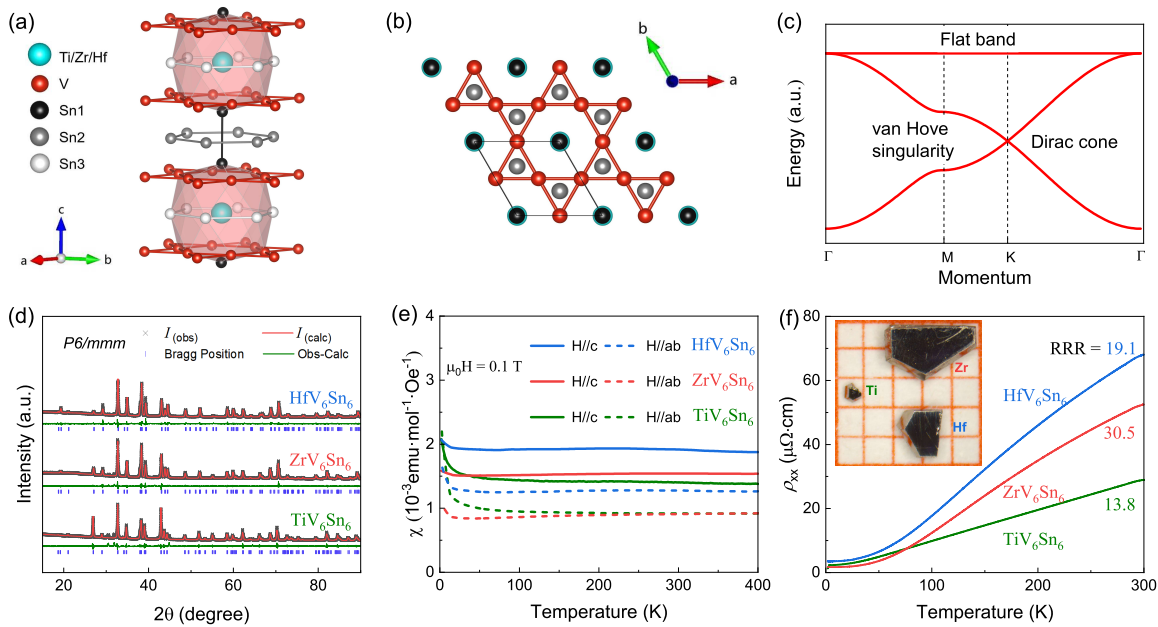 (a)
Ti/Zr/Hf
V
Sn1
Sn2
Sn3
c
a
b
(b)
b
a
(c)
Flat band
van Hove
singularity
Dirac cone
Energy (a.u.)
Γ
M
K
Γ
Momentum
(d)
P6/mmm
I (obs)
I (calc)
Bragg Position
Obs-Calc
HfV6Sn6
ZrV6Sn6
TiV6Sn6
Intensity (a.u.)
20
40
60
80
2θ (degree)
(e)
H//c H//ab HfV6Sn6
μ0H = 0.1 T
H//c H//ab ZrV6Sn6
H//c H//ab TiV6Sn6
χ (10-3emu·mol-1·Oe-1)
4
3
2
1
0
0
100
200
300
400
Temperature (K)
(f)
RRR = 19.1
Zr
Ti
Hf
HfV6Sn6
30.5
ZrV6Sn6
13.8
TiV6Sn6
ρxx (μΩ·cm)
80
60
40
20
0
0
100
200
300
Temperature (K)